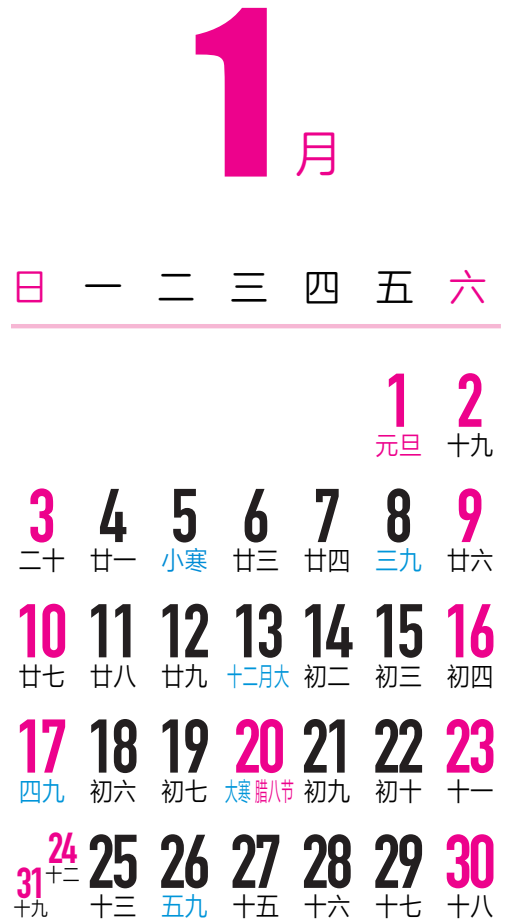 1月
日 一 二 三 四 五 六
1 2
元旦 十九
3 4 5 6 7 8 9
二十 廿一 小寒 廿三 廿四 三九 廿六
10 11 12 13 14 15 16
廿七 廿八 廿九 十二月大 初二 初三 初四
17 18 19 20 21 22 23
四九 初六 初七 大寒 腊八节 初九 初十 十一
24 25 26 27 28 29 30
十二 十三 五九 十五 十六 十七 十八
31
十九